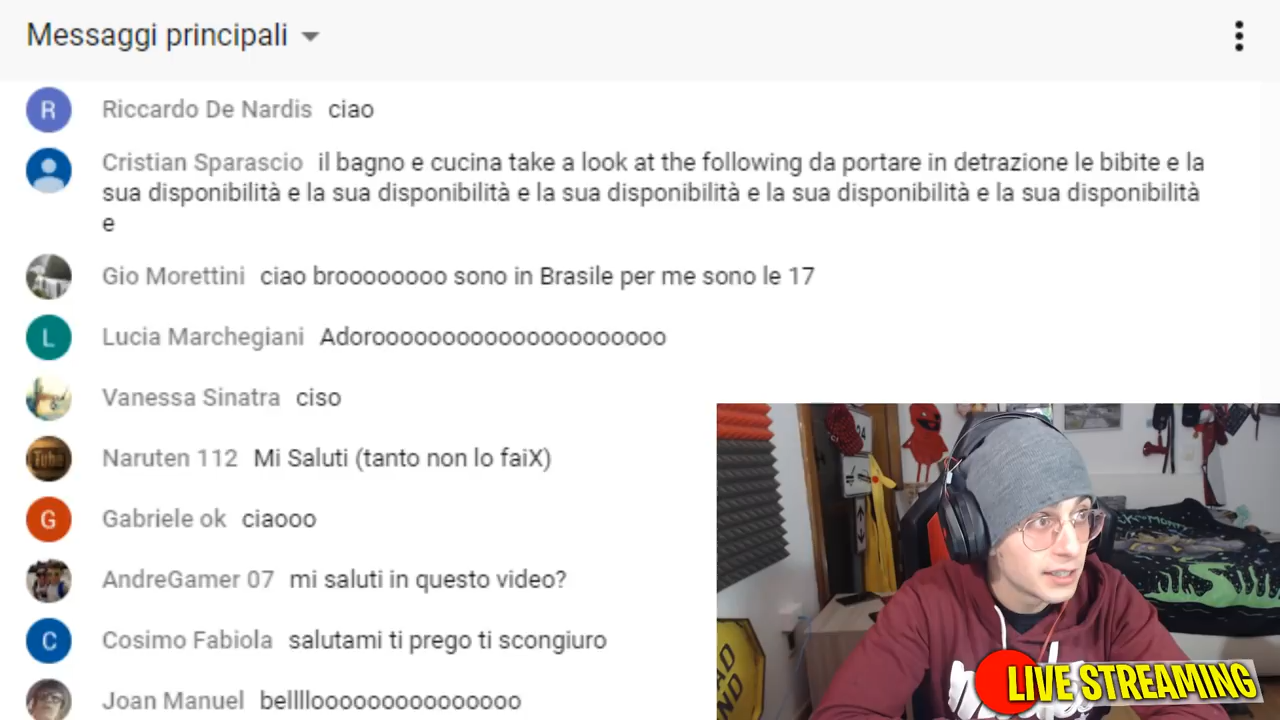 Messaggi principali
R Riccardo De Nardis ciao
Cristian Sparascio il bagno e cucina take a look at the following da portare in detrazione le bibite e la
sua disponibilità e la sua disponibilità e la sua disponibilità e la sua disponibilità e la sua disponibilità
e
Gio Morettini ciao broooooooo sono in Brasile per me sono le 17
L Lucia Marchegiani Adorooooooooooooooooooooo
Vanessa Sinatra ciso
Naruten 112 Mi Saluti (tanto non lo faiX)
G Gabriele ok ciaooo
AndreGamer 07 mi saluti in questo video?
C Cosimo Fabiola salutami ti prego ti scongiuro
Joan Manuel bellllooooooooooooooo
24
LIVE STREAMING